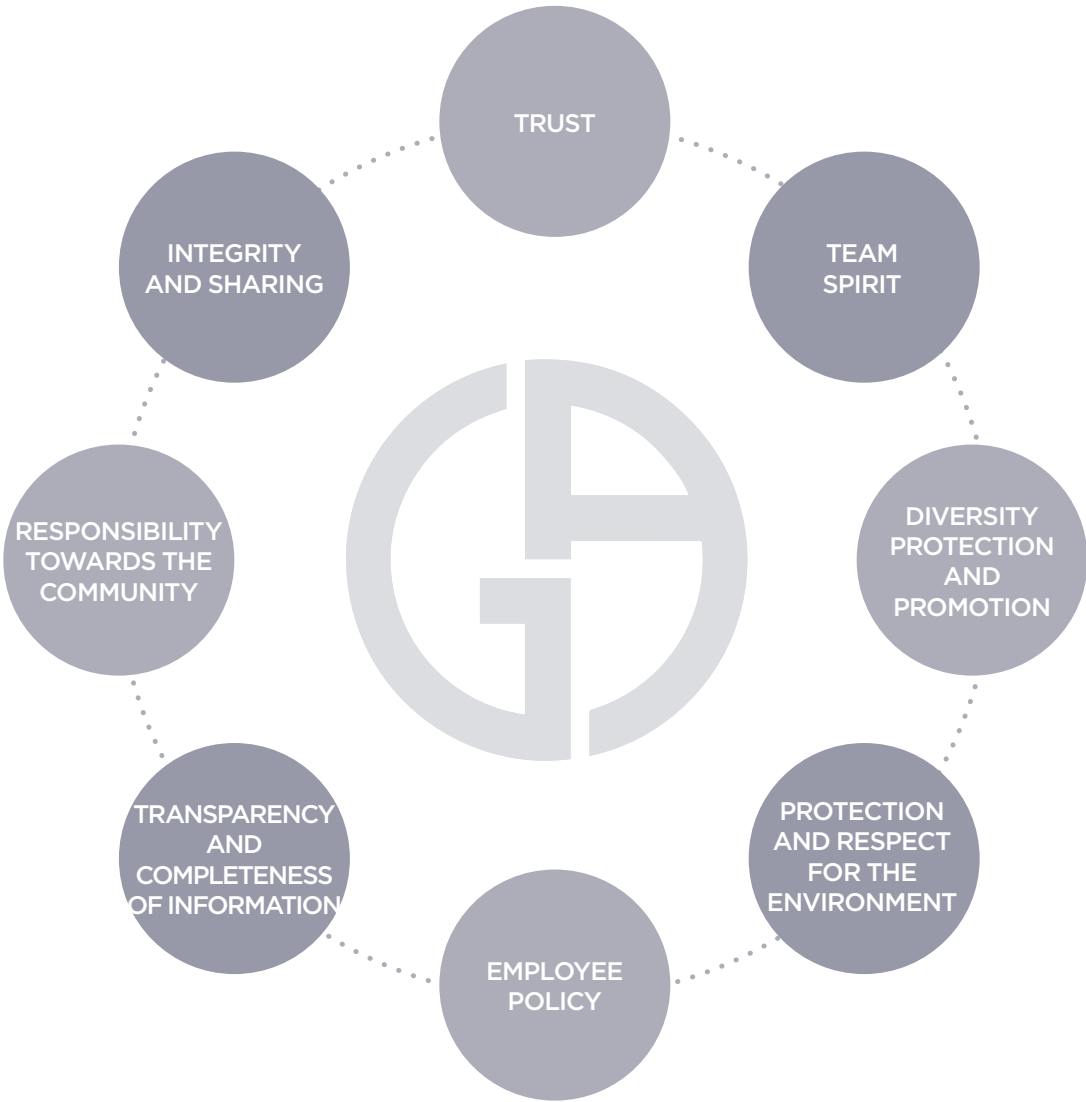 TRUST
TEAM
SPIRIT
DIVERSITY
PROTECTION
AND
PROMOTION
PROTECTION
AND RESPECT
FOR THE
ENVIRONMENT
EMPLOYEE
POLICY
TRANSPARENCY
AND
COMPLETENESS
OF INFORMATION
RESPONSIBILITY
TOWARDS THE
COMMUNITY
INTEGRITY
AND SHARING
GA